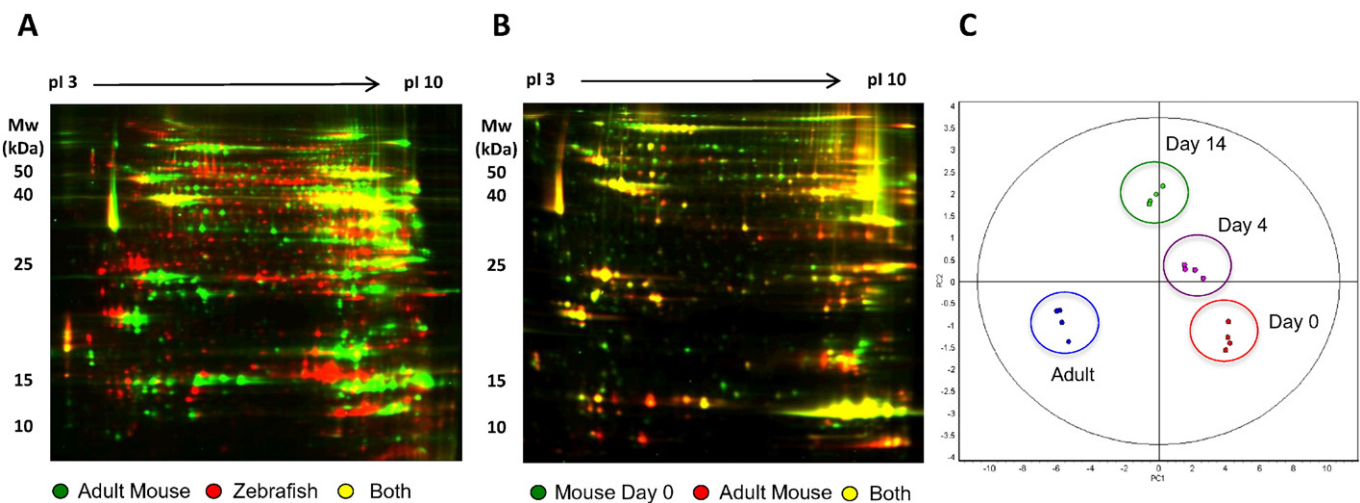 A
pI 3
pI 10
Mw
(kDa)
50
40
25
15
10
Adult Mouse
Zebrafish
Both
B
pI 3
pI 10
Mw
(kDa)
50
40
25
15
10
Mouse Day 0
Adult Mouse
Both
C
4
3.5
3
2.5
2
1.5
1
0.5
0
-0.5
-1
-1.5
-2
-2.5
-3
-3.5
-4
PC2
Day 14
Day 4
Day 0
Adult
-10 -8 -6 -4 -2 0 2 4 6 8 10
PC1